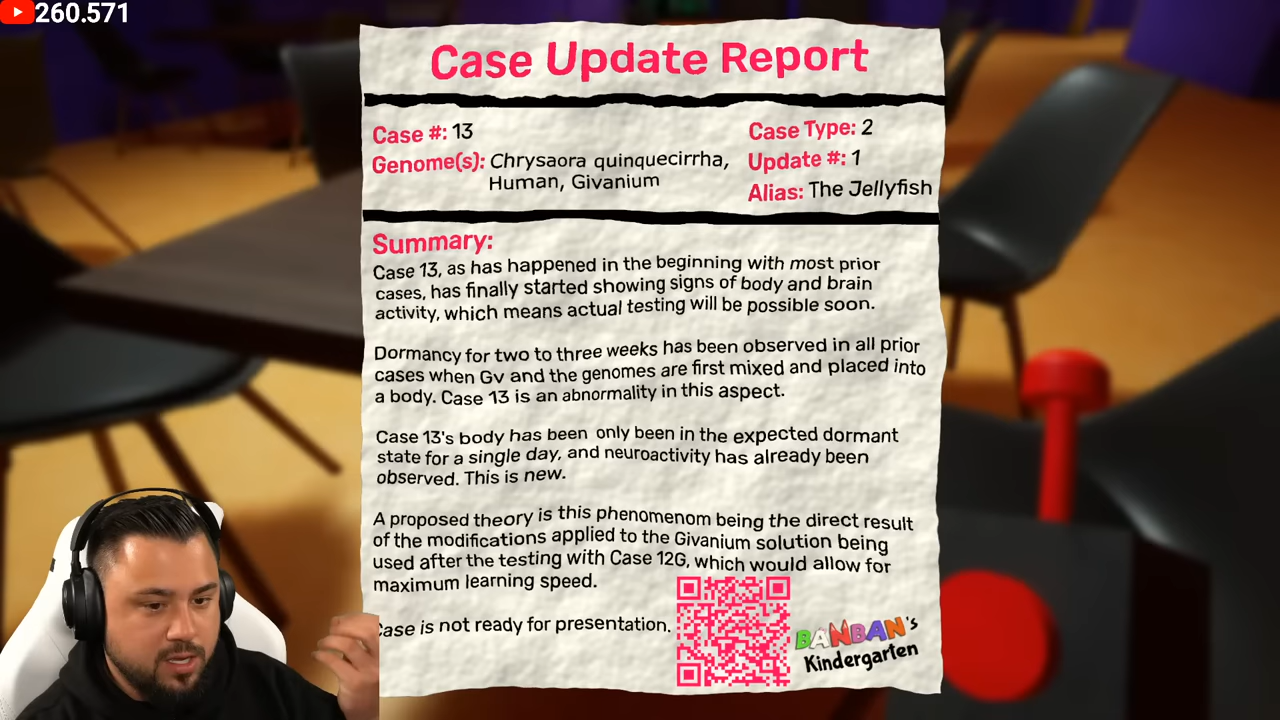 260.571
Case Update Report
Case #: 13
Case Type: 2
Genome(s): Chrysaora quinquecirrha,
Human, Givanium
Update #: 1
Alias: The Jellyfish
Summary:
Case 13, as has happened in the beginning with most prior
cases, has finally started showing signs of body and brain
activity, which means actual testing will be possible soon.
Dormancy for two to three weeks has been observed in all prior
cases when Gv and the genomes are first mixed and placed into
a body. Case 13 is an abnormality in this aspect.
Case 13's body has been only been in the expected dormant
state for a single day, and neuroactivity has already been
observed. This is new.
A proposed theory is this phenomenom being the direct result
of the modifications applied to the Givanium solution being
used after the testing with Case 12G, which would allow for
maximum learning speed.
Case is not ready for presentation.
BANBAN's
Kindergarten